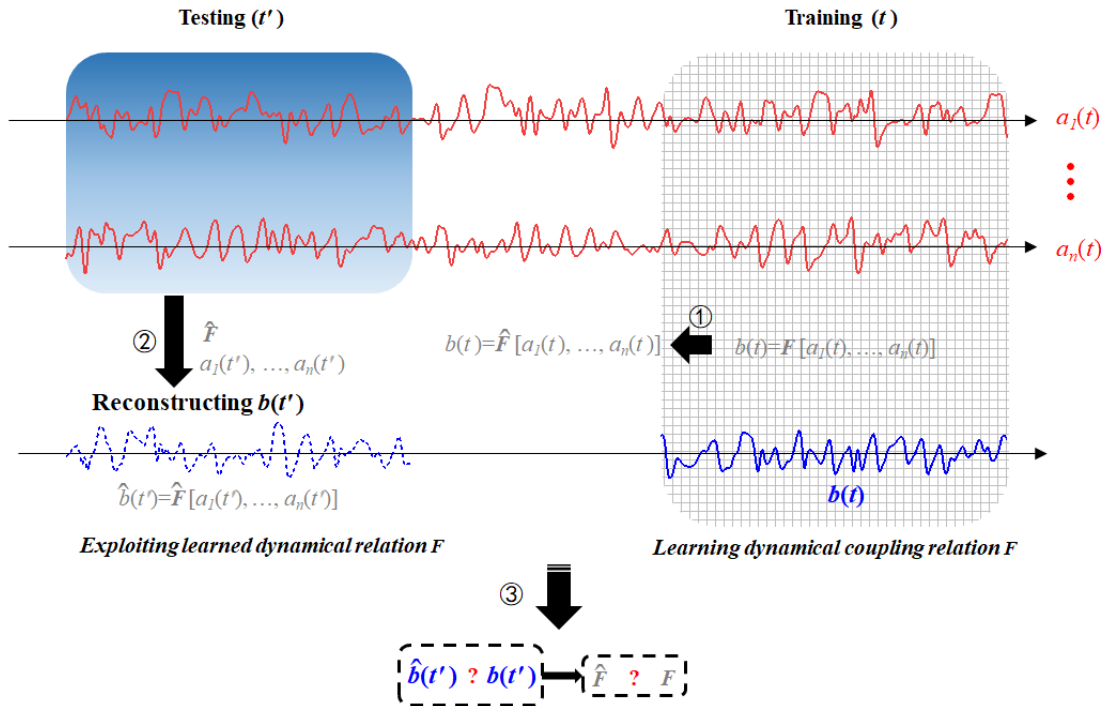 Testing (t′)
Training (t)
a₁(t)
aₙ(t)
②
F̂
a₁(t′), …, aₙ(t′)
b(t)=F̂[a₁(t), …, aₙ(t)]
①
b(t)=F[a₁(t), …, aₙ(t)]
Reconstructing b(t′)
b̂(t′)=F̂[a₁(t′), …, aₙ(t′)]
b(t)
Exploiting learned dynamical relation F
Learning dynamical coupling relation F
③
b̂(t′) ? b(t′)
F̂ ? F